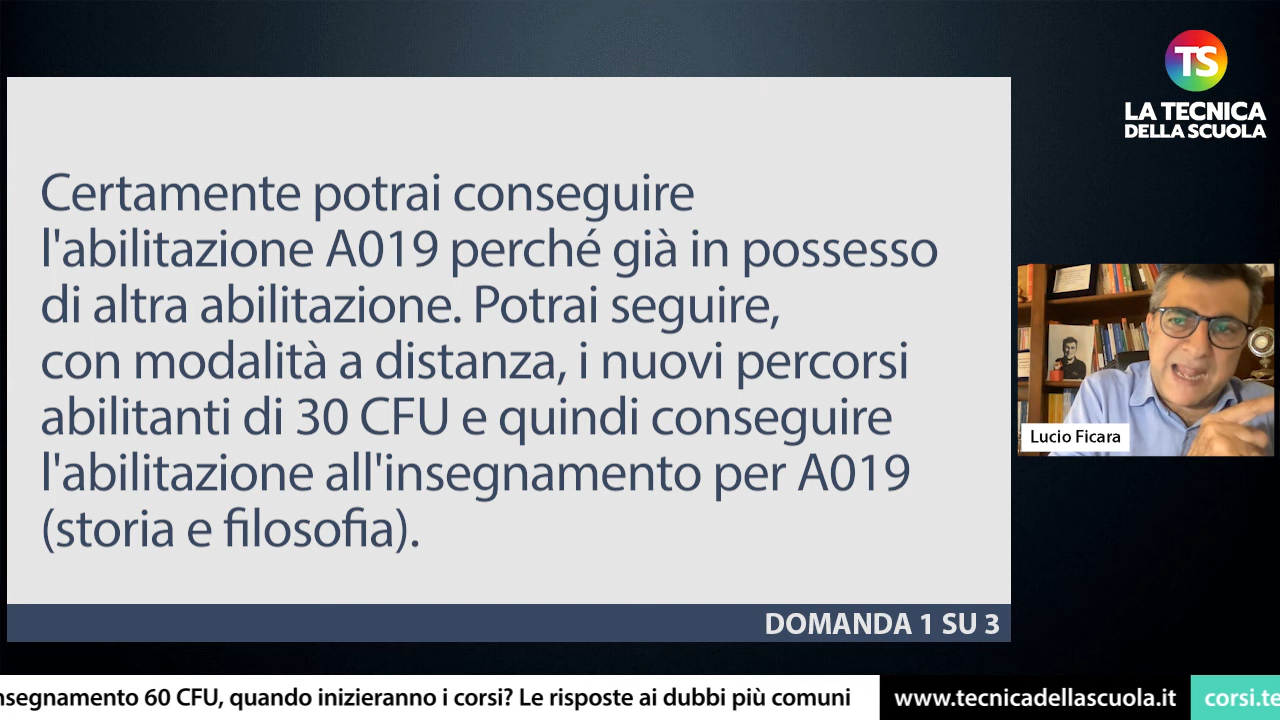 TS
LA TECNICA
DELLA SCUOLA
Certamente potrai conseguire
l'abilitazione A019 perché già in possesso
di altra abilitazione. Potrai seguire,
con modalità a distanza, i nuovi percorsi
abilitanti di 30 CFU e quindi conseguire
l'abilitazione all'insegnamento per A019
(storia e filosofia).
Lucio Ficara
DOMANDA 1 SU 3
nsegnamento 60 CFU, quando inizieranno i corsi? Le risposte ai dubbi più comuni
www.tecnicadellascuola.it
corsi.te